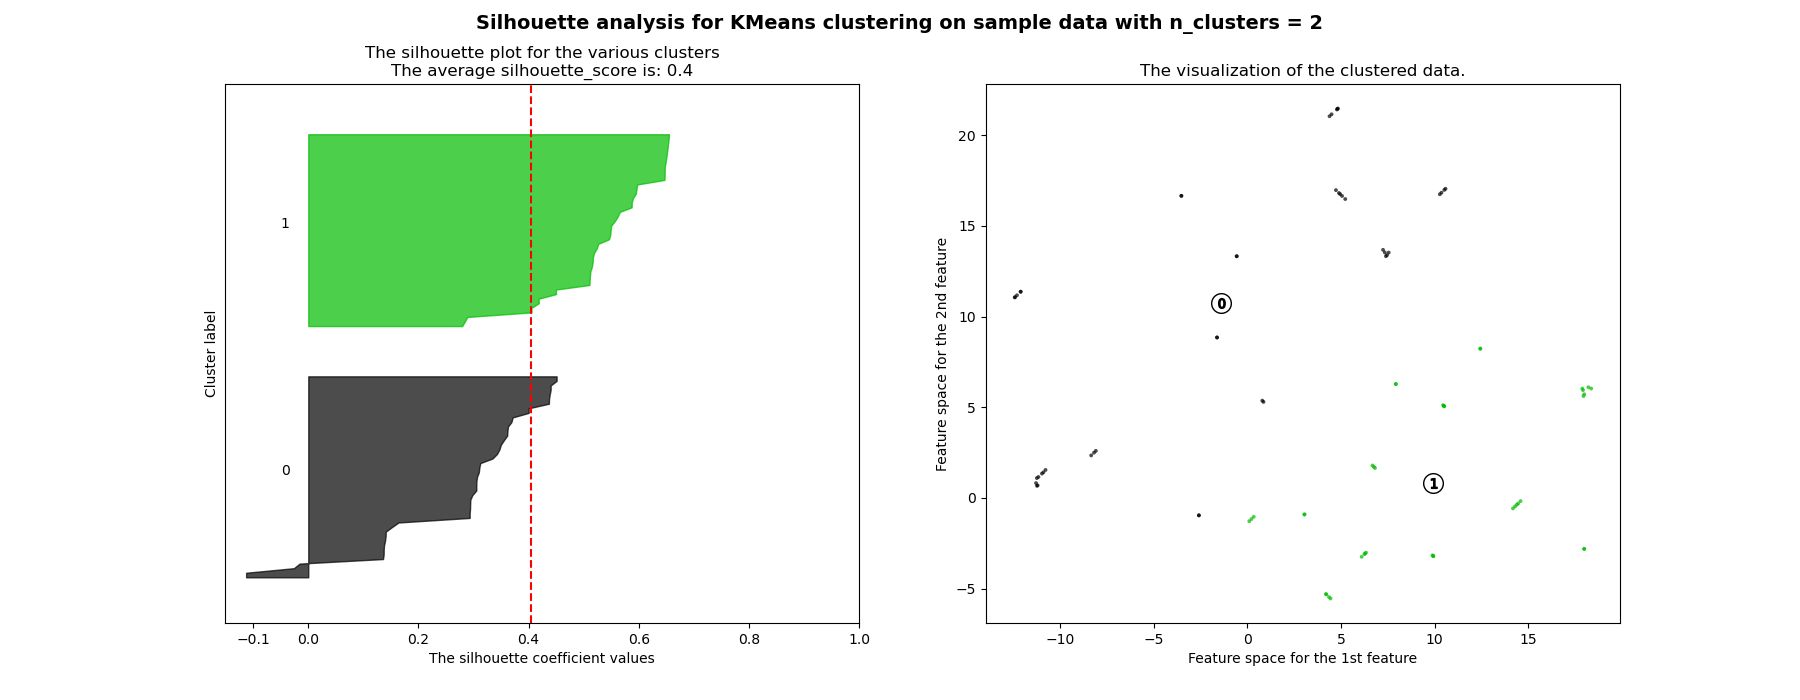 Silhouette analysis for KMeans clustering on sample data with n_clusters = 2
The silhouette plot for the various clusters
The average silhouette_score is: 0.4
Cluster label
1
0
−0.1 0.0 0.2 0.4 0.6 0.8 1.0
The silhouette coefficient values
The visualization of the clustered data.
Feature space for the 2nd feature
20
15
10
5
0
−5
0
1
−10 −5 0 5 10 15
Feature space for the 1st feature